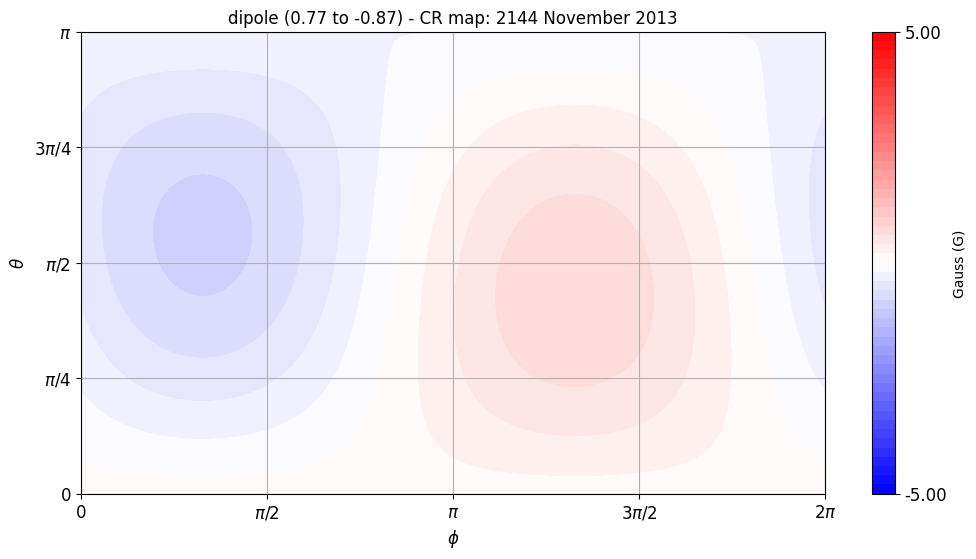 dipole (0.77 to -0.87) - CR map: 2144 November 2013
π
3π/4
π/2
π/4
0
θ
0
π/2
π
3π/2
2π
ϕ
5.00
-5.00
Gauss (G)